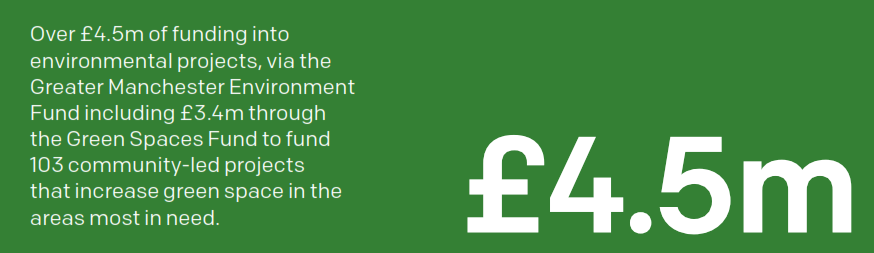 Over £4.5m of funding into
environmental projects, via the
Greater Manchester Environment
Fund including £3.4m through
the Green Spaces Fund to fund
103 community-led projects
that increase green space in the
areas most in need.
£4.5m